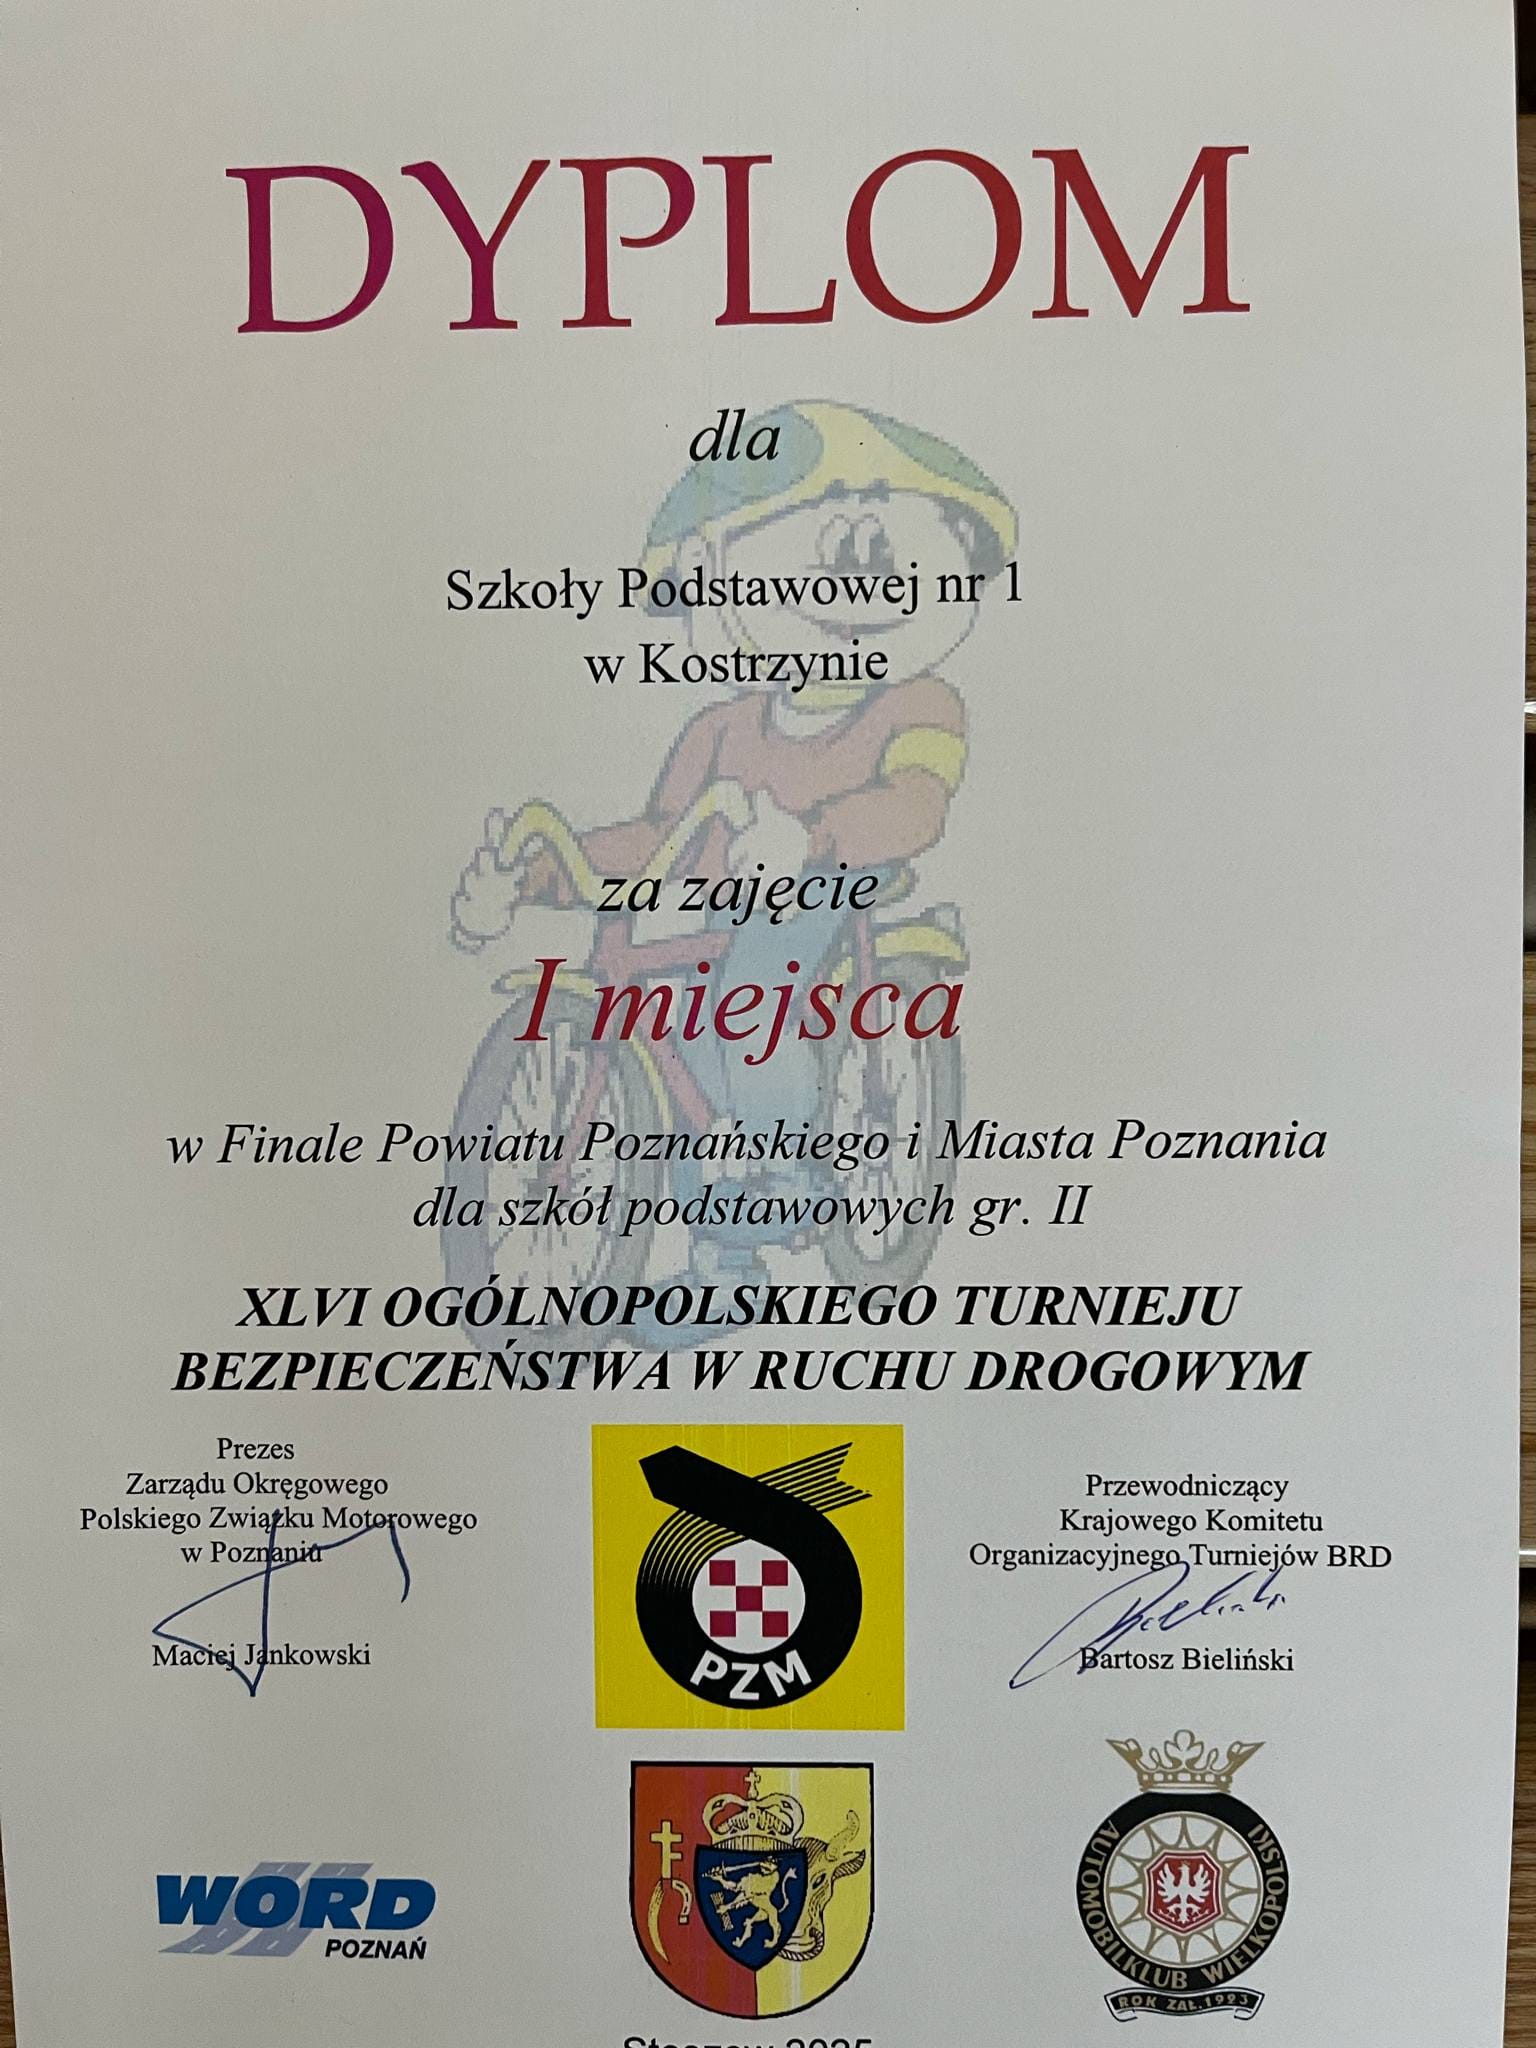 DYPLOM
dla
Szkoły Podstawowej nr 1
w Kostrzynie
za zajęcie
I miejsca
w Finale Powiatu Poznańskiego i Miasta Poznania
dla szkół podstawowych gr. II
XLVI OGÓLNOPOLSKIEGO TURNIEJU
BEZPIECZEŃSTWA W RUCHU DROGOWYM
Prezes
Zarządu Okręgowego
Polskiego Związku Motorowego
w Poznaniu
Maciej Jankowski
PZM
Przewodniczący
Krajowego Komitetu
Organizacyjnego Turniejów BRD
Bartosz Bieliński
WORD
POZNAŃ
AUTOMOBILKLUB WIELKOPOLSKI
ROK ZAŁ. 1923